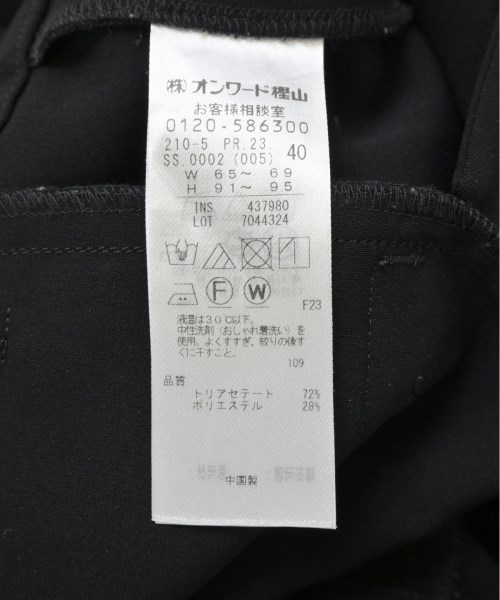 (株)オンワード樫山
お客様相談室
0120-586300
210-5 PR.23. 40
SS.0002 (005)
W 65～ 69
H 91～ 95
INS 437980
LOT 7044324
F W
F23
液温は30℃以下。
中性洗剤（おしゃれ着洗い）を
使用。よくすすぎ。絞りの後す
ぐに干すこと。
109
品質
トリアセテート 72%
ポリエステル 28%
中国製